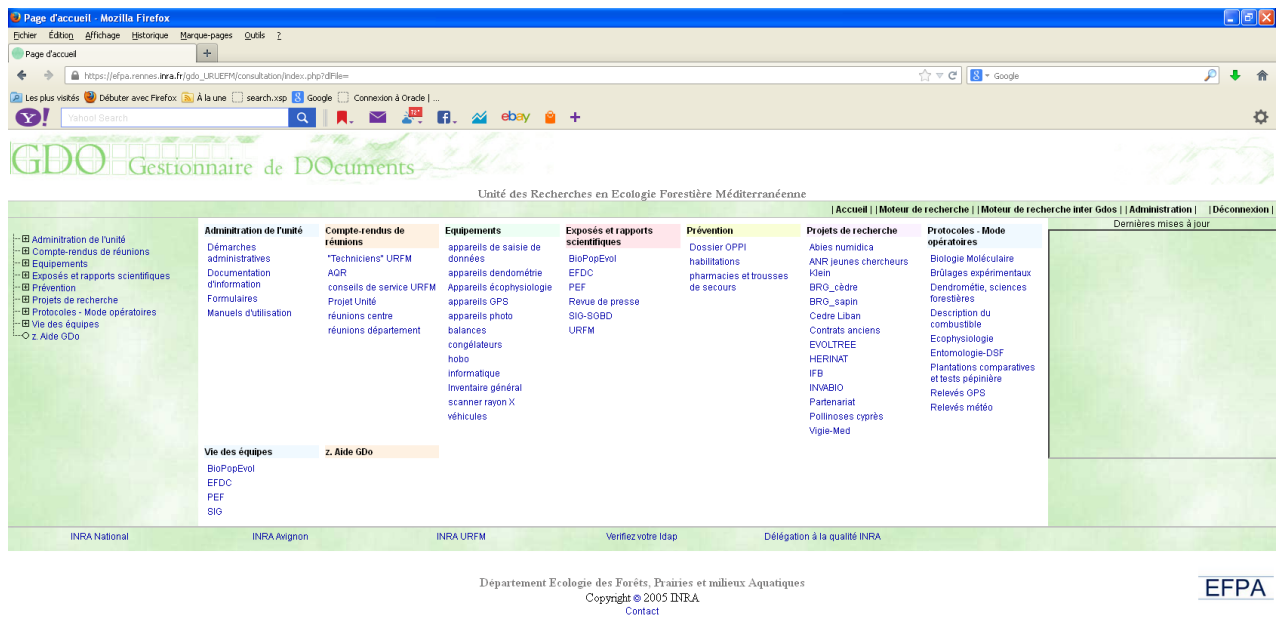 Page d'accueil - Mozilla Firefox
Fichier Édition Affichage Historique Marque-pages Outils ?
Page d'accueil
https://efpa.rennes.inra.fr/gdo_URUEFM/consultation/index.php?dlFile=
Google
Les plus visités Débuter avec Firefox À la une search.xsp Google Connexion à Oracle | ...
Y! Yahoo! Search 72° ebay
GDO Gestionnaire de DOcuments
Unité des Recherches en Ecologie Forestière Méditerranéenne
| Accueil | | Moteur de recherche | | Moteur de recherche inter Gdos | | Administration | | Déconnexion |
Adminitration de l'unité
Compte-rendus de réunions
Equipements
Exposés et rapports scientifiques
Prévention
Projets de recherche
Protocoles - Mode opératoires
Vie des équipes
z. Aide GDo
Adminitration de l'unité
Démarches
administratives
Documentation
d'information
Formulaires
Manuels d'utilisation
Compte-rendus de
réunions
"Techniciens" URFM
AQR
conseils de service URFM
Projet Unité
réunions centre
réunions département
Equipements
appareils de saisie de
données
appareils dendométrie
Appareils écophysiologie
appareils GPS
appareils photo
balances
congélateurs
hobo
informatique
Inventaire général
scanner rayon X
véhicules
Exposés et rapports
scientifiques
BioPopEvol
EFDC
PEF
Revue de presse
SIG-SGBD
URFM
Prévention
Dossier OPPI
habilitations
pharmacies et trousses
de secours
Projets de recherche
Abies numidica
ANR jeunes chercheurs
Klein
BRG_cèdre
BRG_sapin
Cedre Liban
Contrats anciens
EVOLTREE
HERINAT
IFB
INVABIO
Partenariat
Pollinoses cyprès
Vigie-Med
Protocoles - Mode
opératoires
Biologie Moléculaire
Brûlages expérimentaux
Dendrométie, sciences
forestières
Description du
combustible
Ecophysiologie
Entomologie-DSF
Plantations comparatives
et tests pépinière
Relevés GPS
Relevés météo
Dernières mises à jour
Vie des équipes
BioPopEvol
EFDC
PEF
SIG
z. Aide GDo
INRA National INRA Avignon INRA URFM Verifiez votre ldap Délégation à la qualité INRA
Département Ecologie des Forêts, Prairies et milieux Aquatiques
Copyright © 2005 INRA
Contact
EFPA